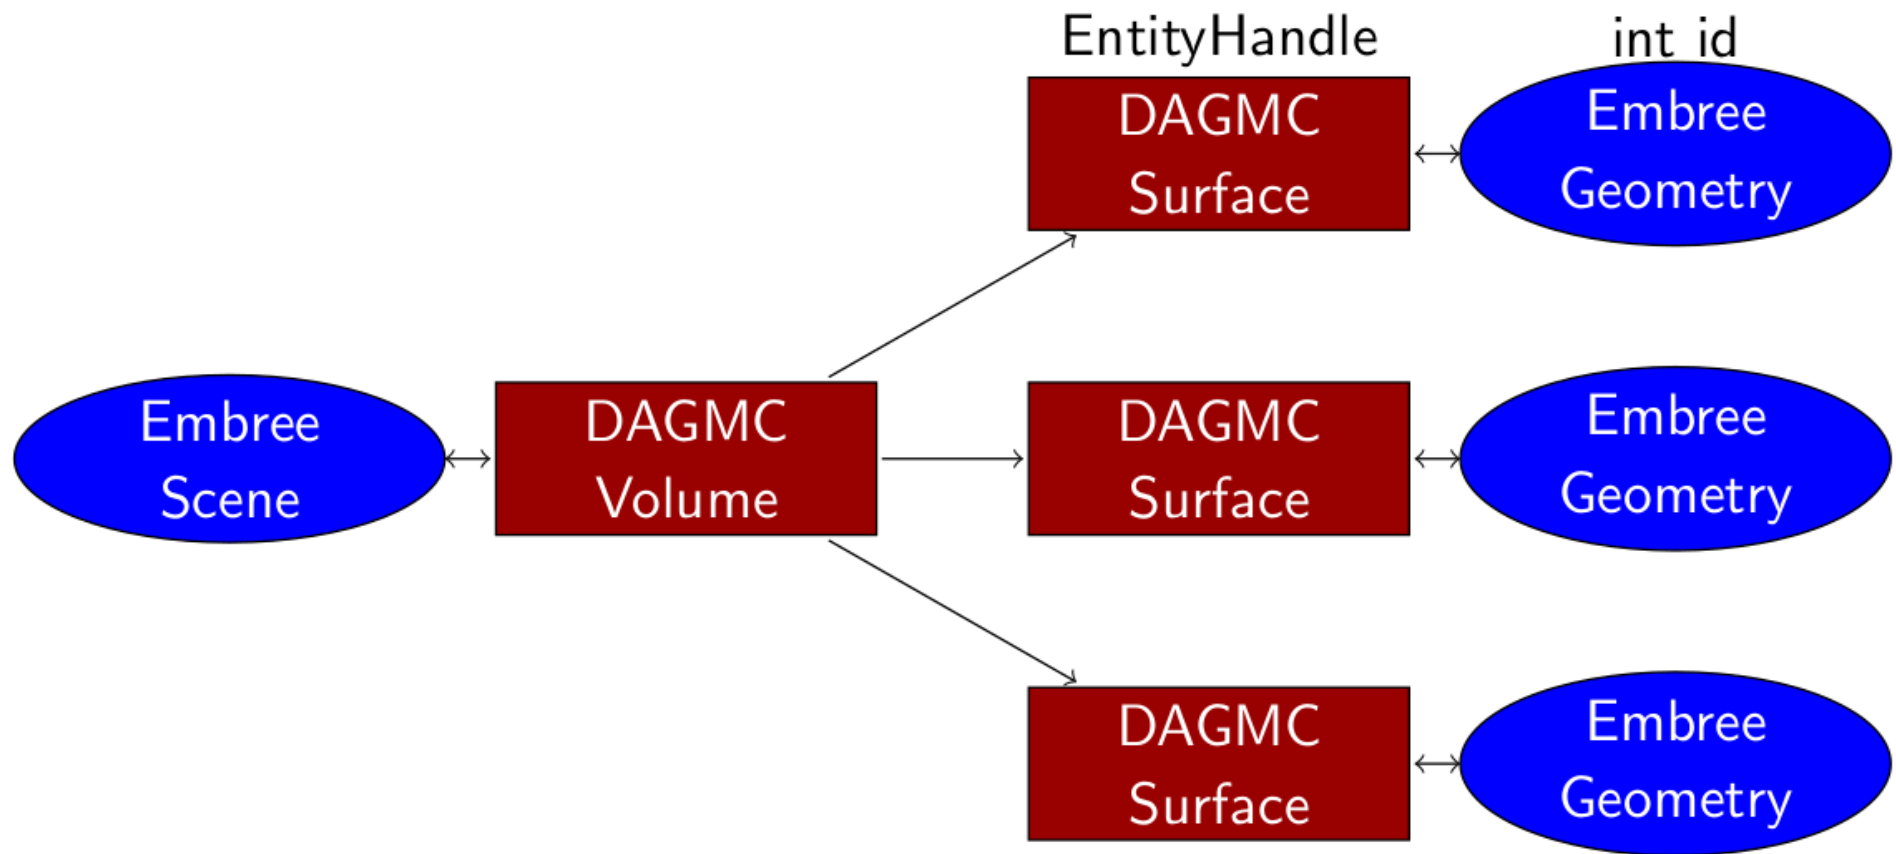 EntityHandle
int id
DAGMC
Surface
Embree
Geometry
Embree
Scene
DAGMC
Volume
DAGMC
Surface
Embree
Geometry
DAGMC
Surface
Embree
Geometry